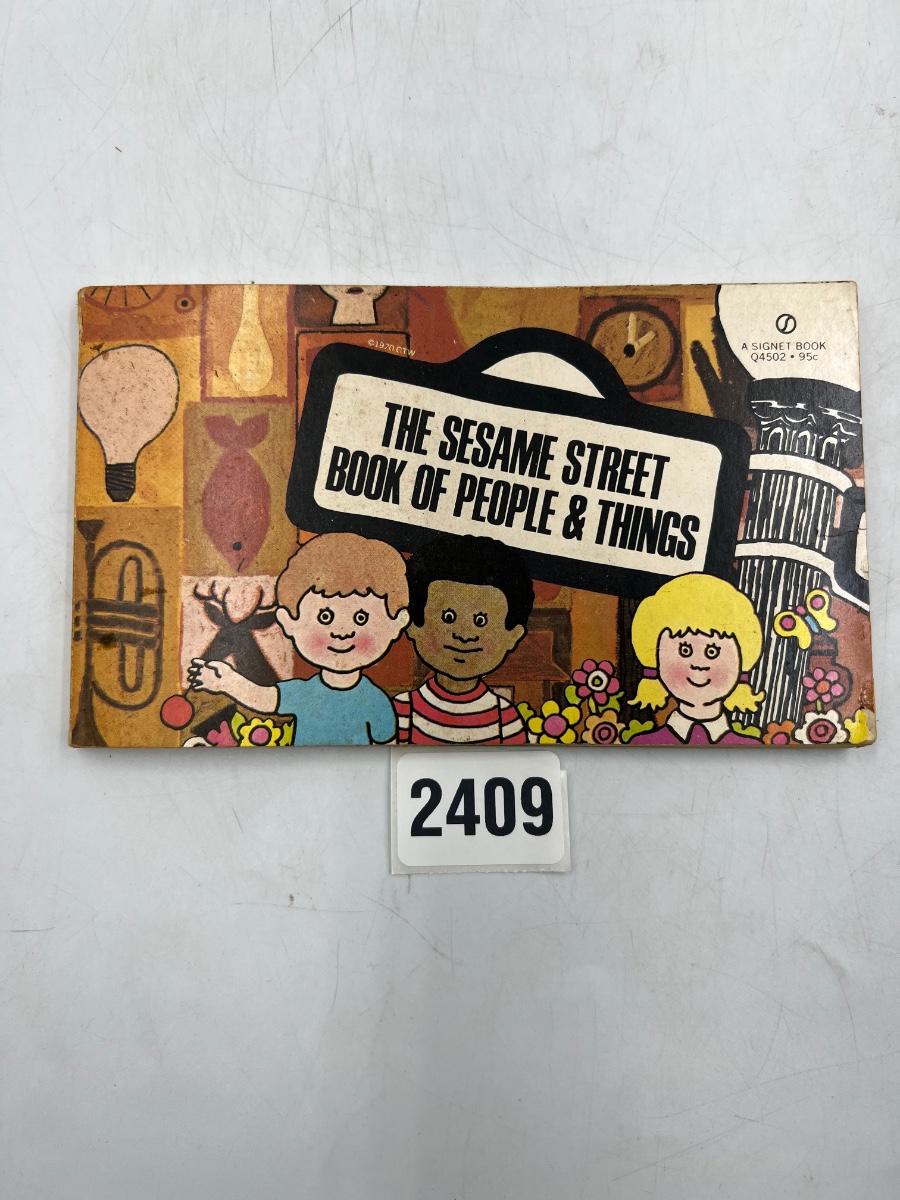 ©1970 CTW
A SIGNET BOOK
Q4502 • 95c
THE SESAME STREET
BOOK OF PEOPLE & THINGS
2409